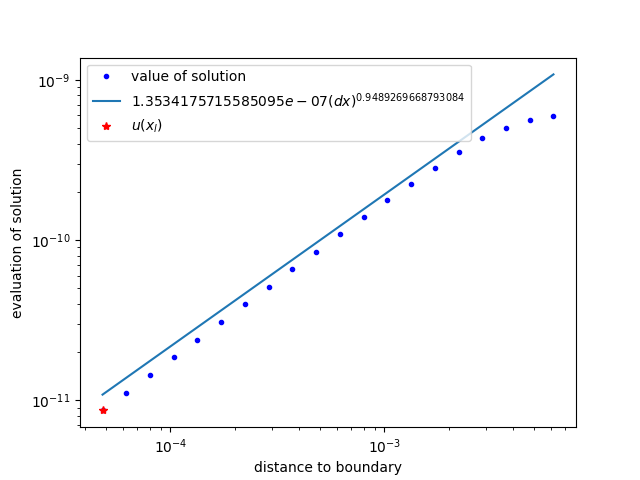 value of solution
1.3534175715585095e − 07(dx)^0.9489269668793084
u(x_l)
10^−9
10^−10
10^−11
evaluation of solution
10^−4
10^−3
distance to boundary